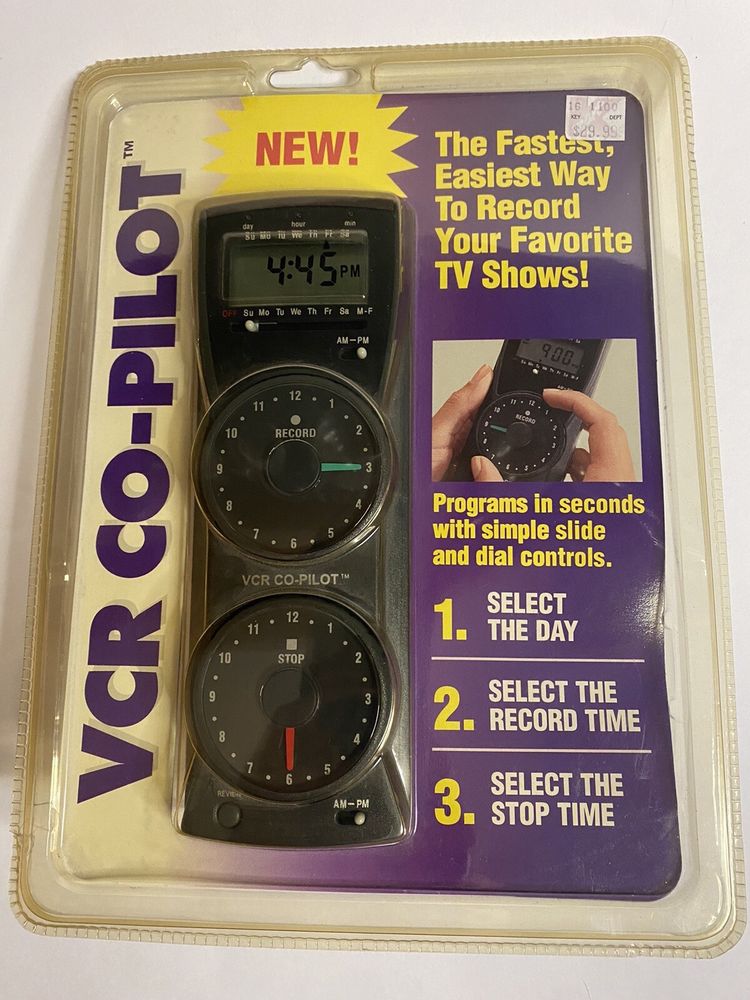 VCR CO-PILOT™
NEW!
16 1100
KEY DEPT
$29.99
The Fastest,
Easiest Way
To Record
Your Favorite
TV Shows!
day hour min
Su Mo Tu We Th Fr Sa
4:45 PM
OFF Su Mo Tu We Th Fr Sa M-F
AM–PM
12 1 2 3 4 5 6 7 8 9 10 11
RECORD
VCR CO-PILOT™
12 1 2 3 4 5 6 7 8 9 10 11
STOP
REVIEW
AM–PM
9:00
RECORD
Programs in seconds
with simple slide
and dial controls.
1. SELECT
THE DAY
2. SELECT THE
RECORD TIME
3. SELECT THE
STOP TIME